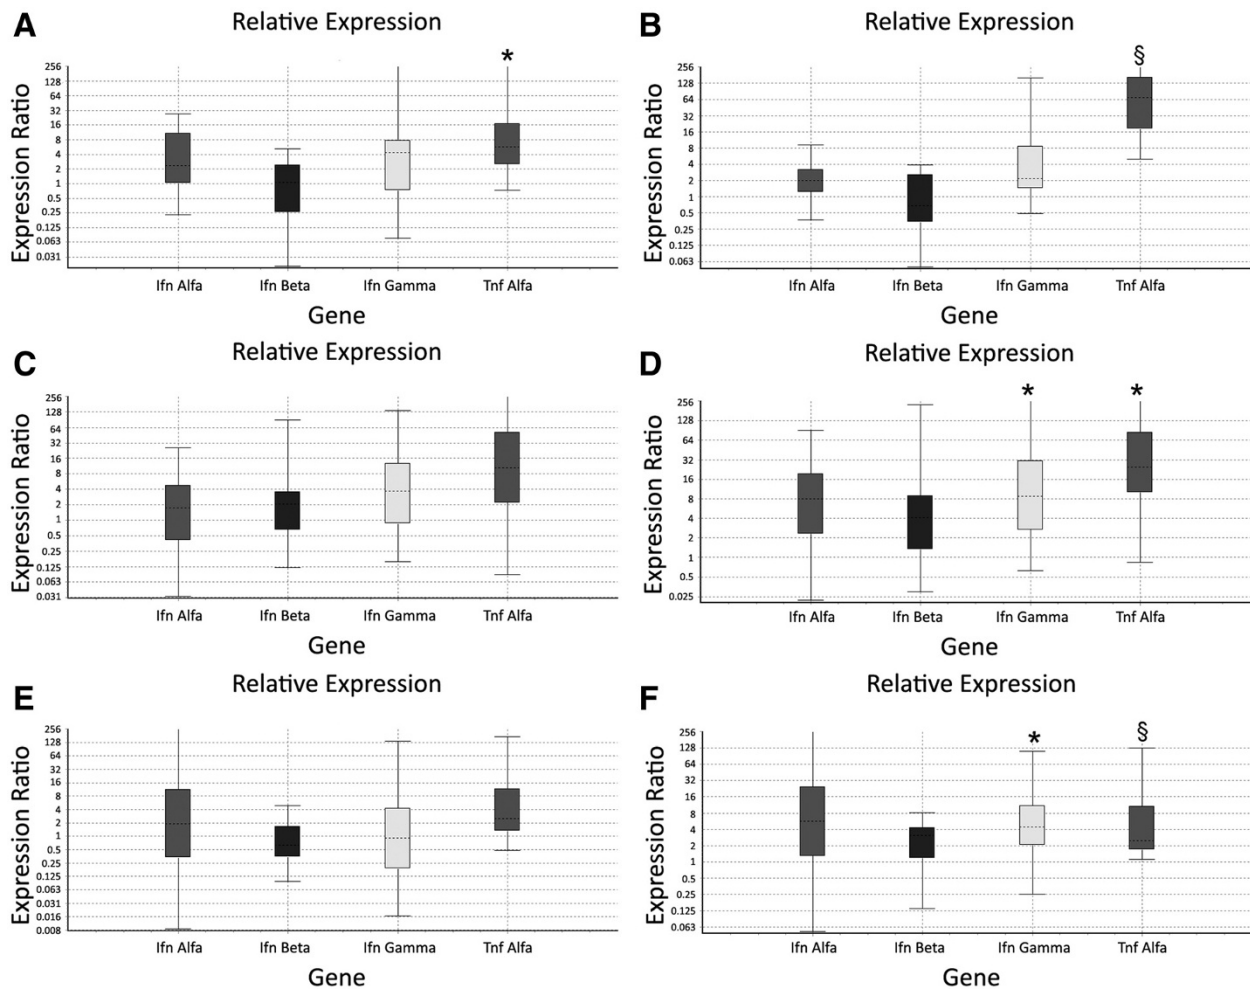 A
Relative Expression
*
Expression Ratio
256
128
64
32
16
8
4
2
1
0.5
0.25
0.125
0.063
0.031
Ifn Alfa Ifn Beta Ifn Gamma Tnf Alfa
Gene
B
Relative Expression
§
Expression Ratio
256
128
64
32
16
8
4
2
1
0.5
0.25
0.125
0.063
Ifn Alfa Ifn Beta Ifn Gamma Tnf Alfa
Gene
C
Relative Expression
Expression Ratio
256
128
64
32
16
8
4
2
1
0.5
0.25
0.125
0.063
0.031
Ifn Alfa Ifn Beta Ifn Gamma Tnf Alfa
Gene
D
Relative Expression
* *
Expression Ratio
256
128
64
32
16
8
4
2
1
0.5
0.025
Ifn Alfa Ifn Beta Ifn Gamma Tnf Alfa
Gene
E
Relative Expression
Expression Ratio
256
128
64
32
16
8
4
2
1
0.5
0.25
0.125
0.063
0.031
0.016
0.008
Ifn Alfa Ifn Beta Ifn Gamma Tnf Alfa
Gene
F
Relative Expression
* §
Expression Ratio
256
128
64
32
16
8
4
2
1
0.5
0.25
0.125
0.063
Ifn Alfa Ifn Beta Ifn Gamma Tnf Alfa
Gene